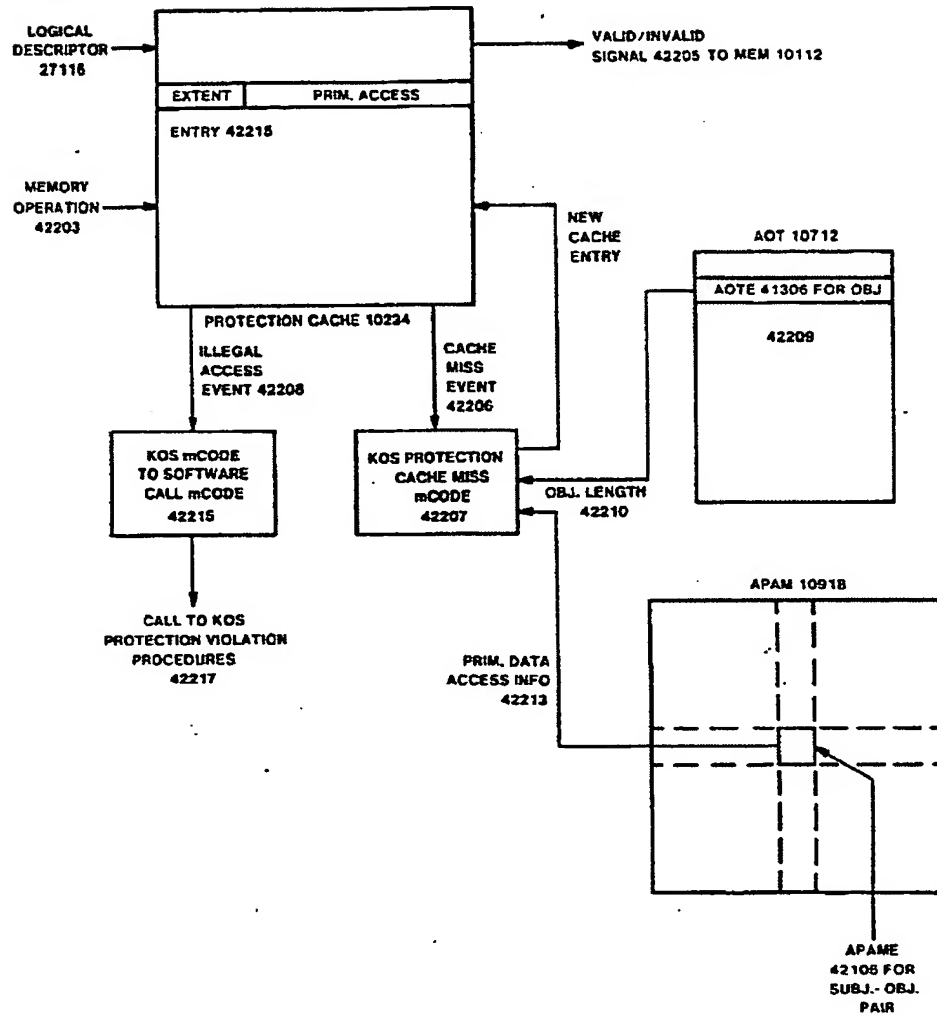 LOGICAL
DESCRIPTOR
27116
VALID/INVALID
SIGNAL 42205 TO MEM 10112
EXTENT
PRIM. ACCESS
ENTRY 42215
MEMORY
OPERATION
42203
NEW
CACHE
ENTRY
AOT 10712
AOTE 41306 FOR OBJ
42209
PROTECTION CACHE 10234
ILLEGAL
ACCESS
EVENT 42208
CACHE
MISS
EVENT
42206
KOS mCODE
TO SOFTWARE
CALL mCODE
42215
KOS PROTECTION
CACHE MISS
mCODE
42207
OBJ. LENGTH
42210
CALL TO KOS
PROTECTION VIOLATION
PROCEDURES
42217
APAM 10918
PRIM. DATA
ACCESS INFO
42213
APAME
42106 FOR
SUBJ.- OBJ.
PAIR